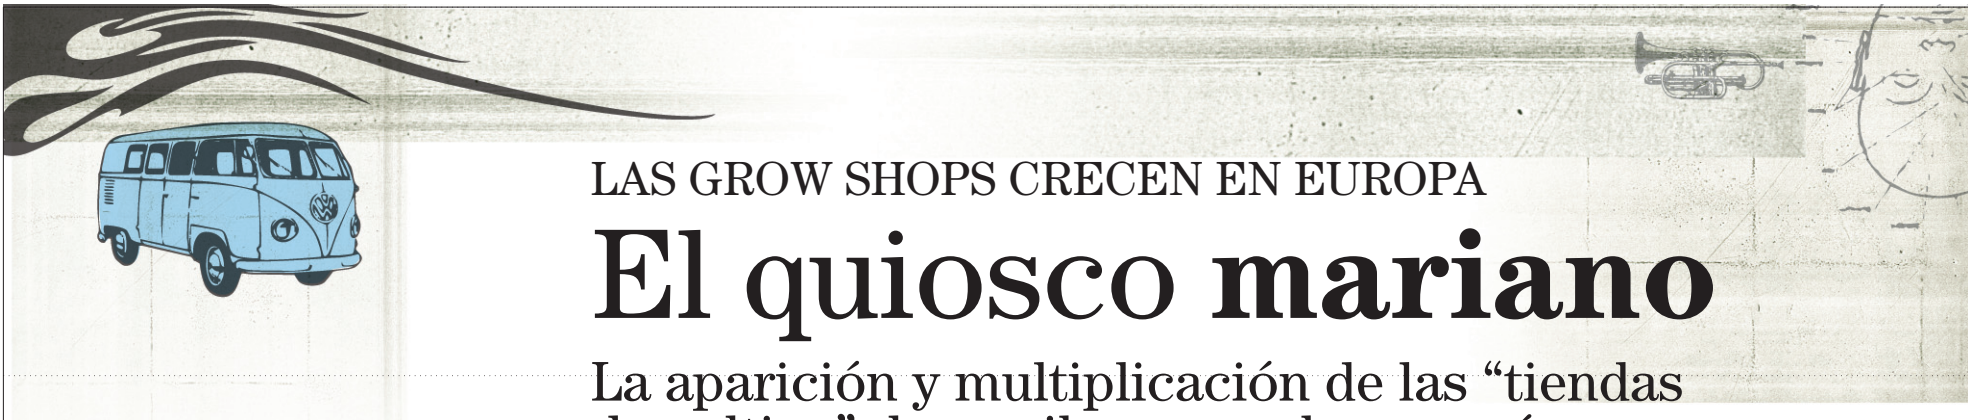 LAS GROW SHOPS CRECEN EN EUROPA
El quiosco mariano
La aparición y multiplicación de las “tiendas